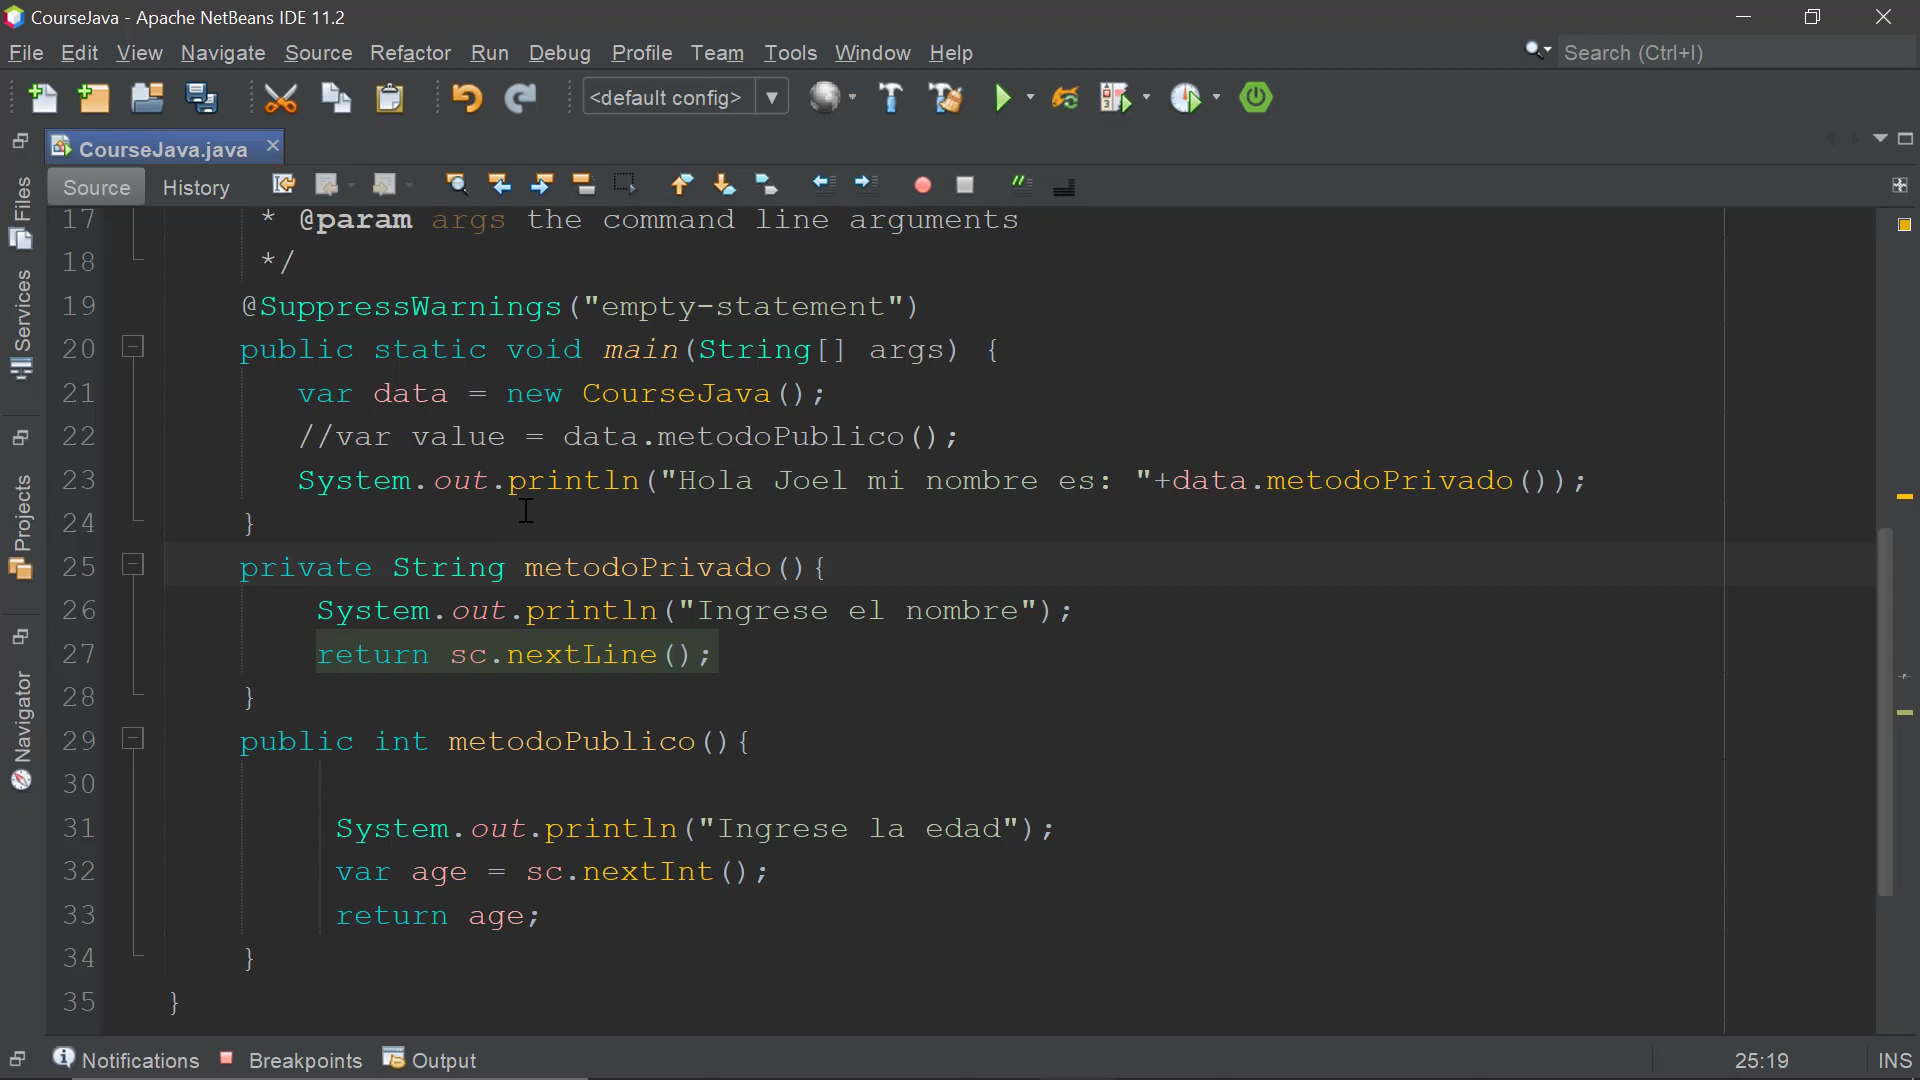 CourseJava - Apache NetBeans IDE 11.2
File Edit View Navigate Source Refactor Run Debug Profile Team Tools Window Help
Search (Ctrl+I)
<default config>
CourseJava.java
Source History
Files
Services
Projects
Navigator
17 * @param args the command line arguments
18 */
19 @SuppressWarnings("empty-statement")
20 public static void main(String[] args) {
21 var data = new CourseJava();
22 //var value = data.metodoPublico();
23 System.out.println("Hola Joel mi nombre es: "+data.metodoPrivado());
24 }
25 private String metodoPrivado(){
26 System.out.println("Ingrese el nombre");
27 return sc.nextLine();
28 }
29 public int metodoPublico(){
30
31 System.out.println("Ingrese la edad");
32 var age = sc.nextInt();
33 return age;
34 }
35 }
Notifications Breakpoints Output
25:19 INS